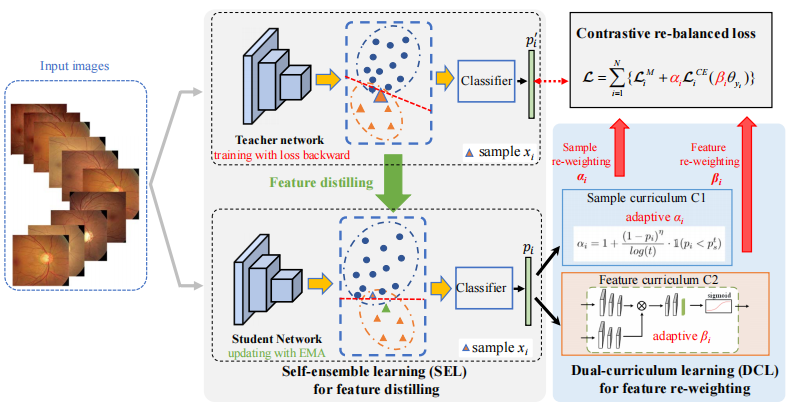 Input images
Teacher network
training with loss backward
Classifier
p_i'
sample x_i
Feature distilling
Student Network
updating with EMA
Classifier
p_i
sample x_i
Self-ensemble learning (SEL)
for feature distilling
Contrastive re-balanced loss
ℒ = ∑_{i=1}^{N} {ℒ_i^M + α_i ℒ_i^{CE} (β_i θ_{y_i})}
Sample
re-weighting
α_i
Feature
re-weighting
β_i
Sample curriculum C1
adaptive α_i
α_i = 1 + (1 − p_i)^η / log(t) · 𝟙(p_i < p_s^t)
Feature curriculum C2
sigmoid
adaptive β_i
Dual-curriculum learning (DCL)
for feature re-weighting